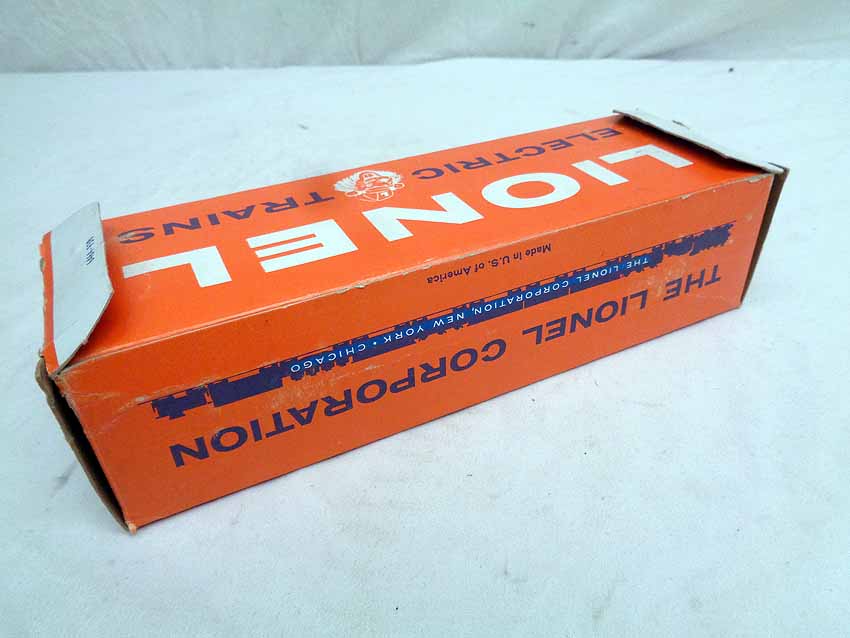 LIONEL
ELECTRIC TRAINS
Made In U.S. of America
THE LIONEL CORPORATION, NEW YORK • CHICAGO
THE LIONEL CORPORATION